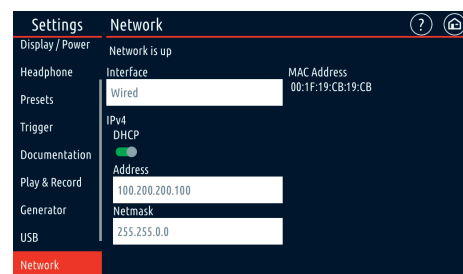 Settings
Network
?
Display / Power
Network is up
Headphone
Interface
MAC Address
Wired
00:1F:19:CB:19:CB
Presets
Trigger
IPv4
DHCP
Documentation
Address
Play & Record
100.200.200.100
Generator
Netmask
USB
255.255.0.0
Network